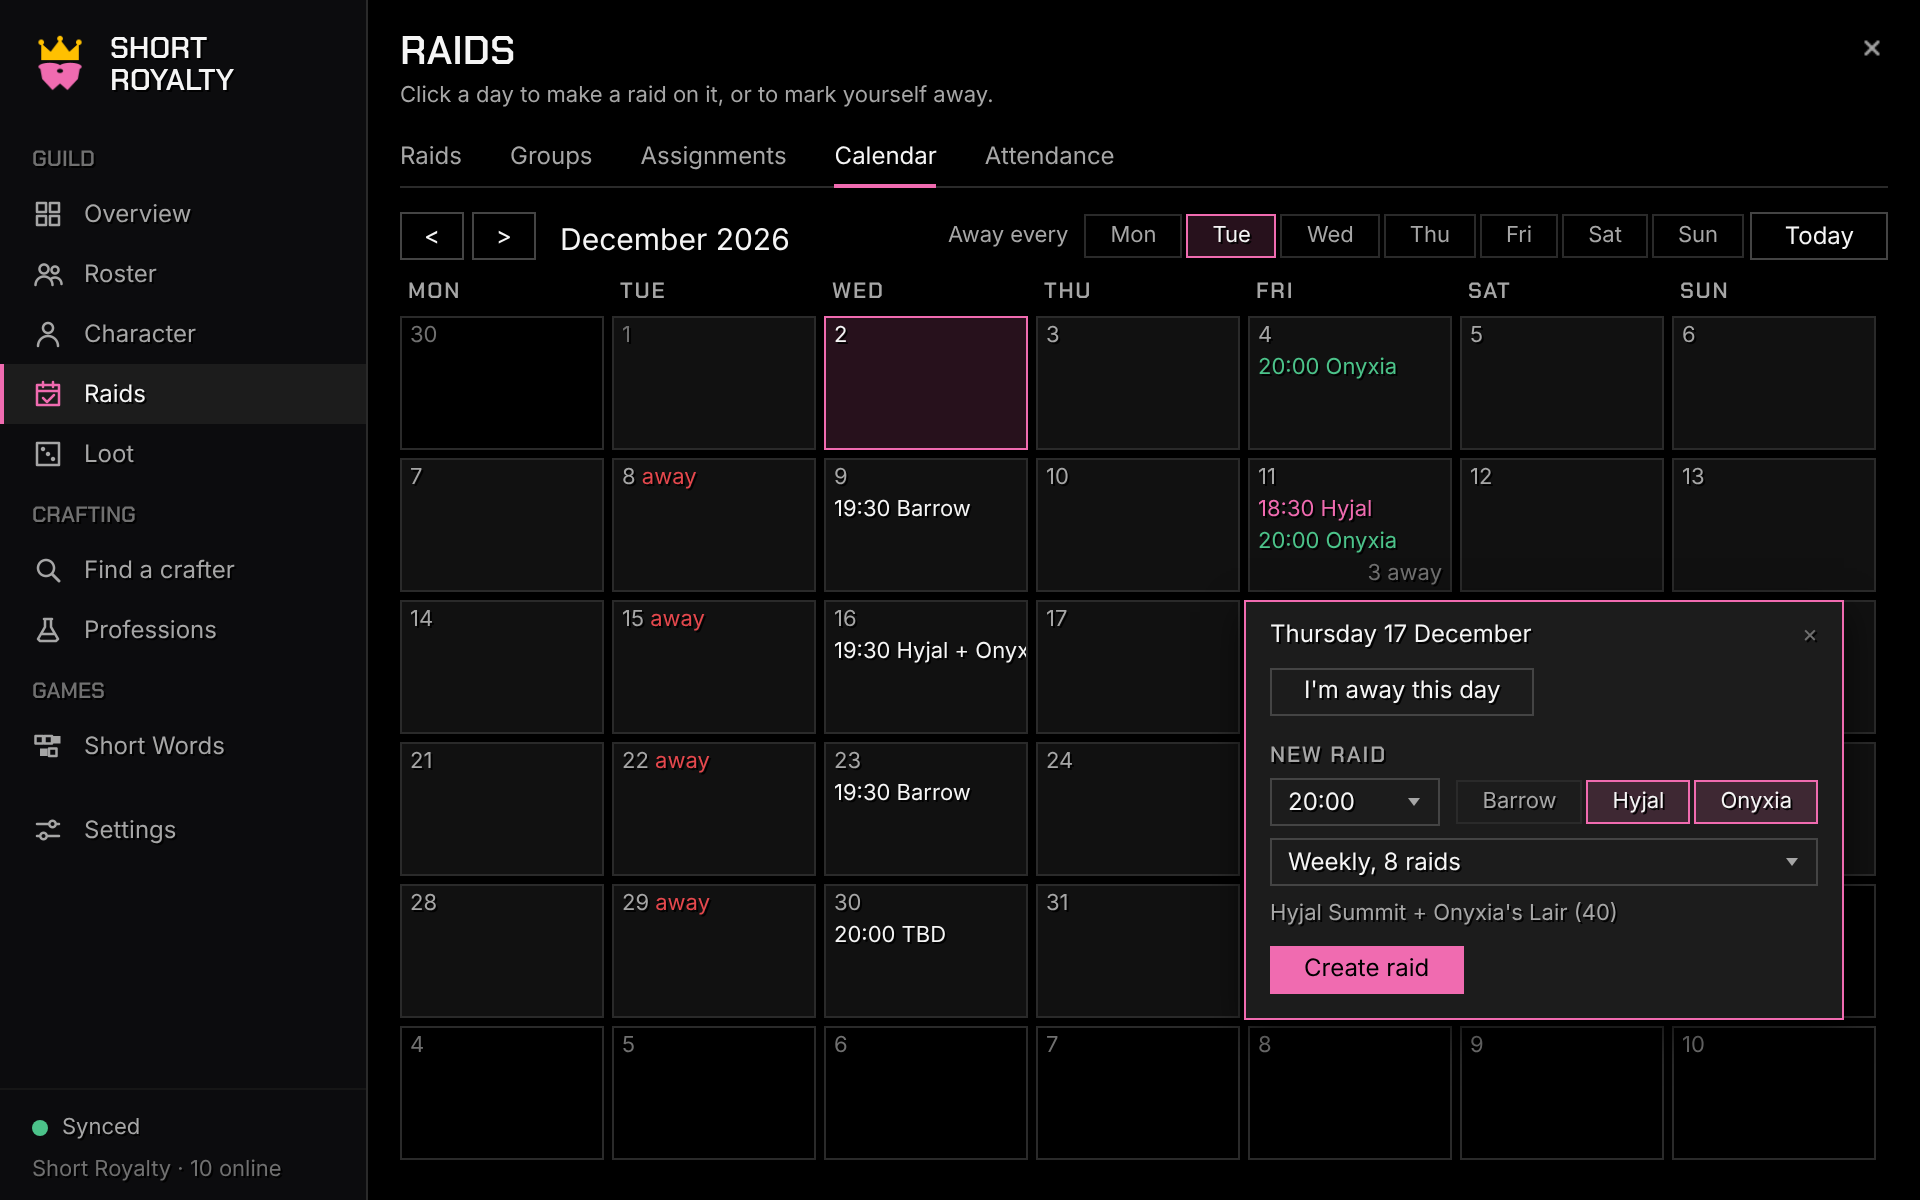 SHORT
ROYALTY
GUILD
Overview
Roster
Character
Raids
Loot
CRAFTING
Find a crafter
Professions
GAMES
Short Words
Settings
Synced
Short Royalty · 10 online
RAIDS
×
Click a day to make a raid on it, or to mark yourself away.
Raids Groups Assignments Calendar Attendance
< > December 2026 Away every Mon Tue Wed Thu Fri Sat Sun Today
MON TUE WED THU FRI SAT SUN
30 1 2 3 4 5 6
20:00 Onyxia
7 8 away 9 10 11 12 13
19:30 Barrow 18:30 Hyjal
20:00 Onyxia
3 away
14 15 away 16 17
19:30 Hyjal + Onyx
21 22 away 23 24
19:30 Barrow
28 29 away 30 31
20:00 TBD
4 5 6 7 8 9 10
Thursday 17 December ×
I'm away this day
NEW RAID
20:00 Barrow Hyjal Onyxia
Weekly, 8 raids
Hyjal Summit + Onyxia's Lair (40)
Create raid